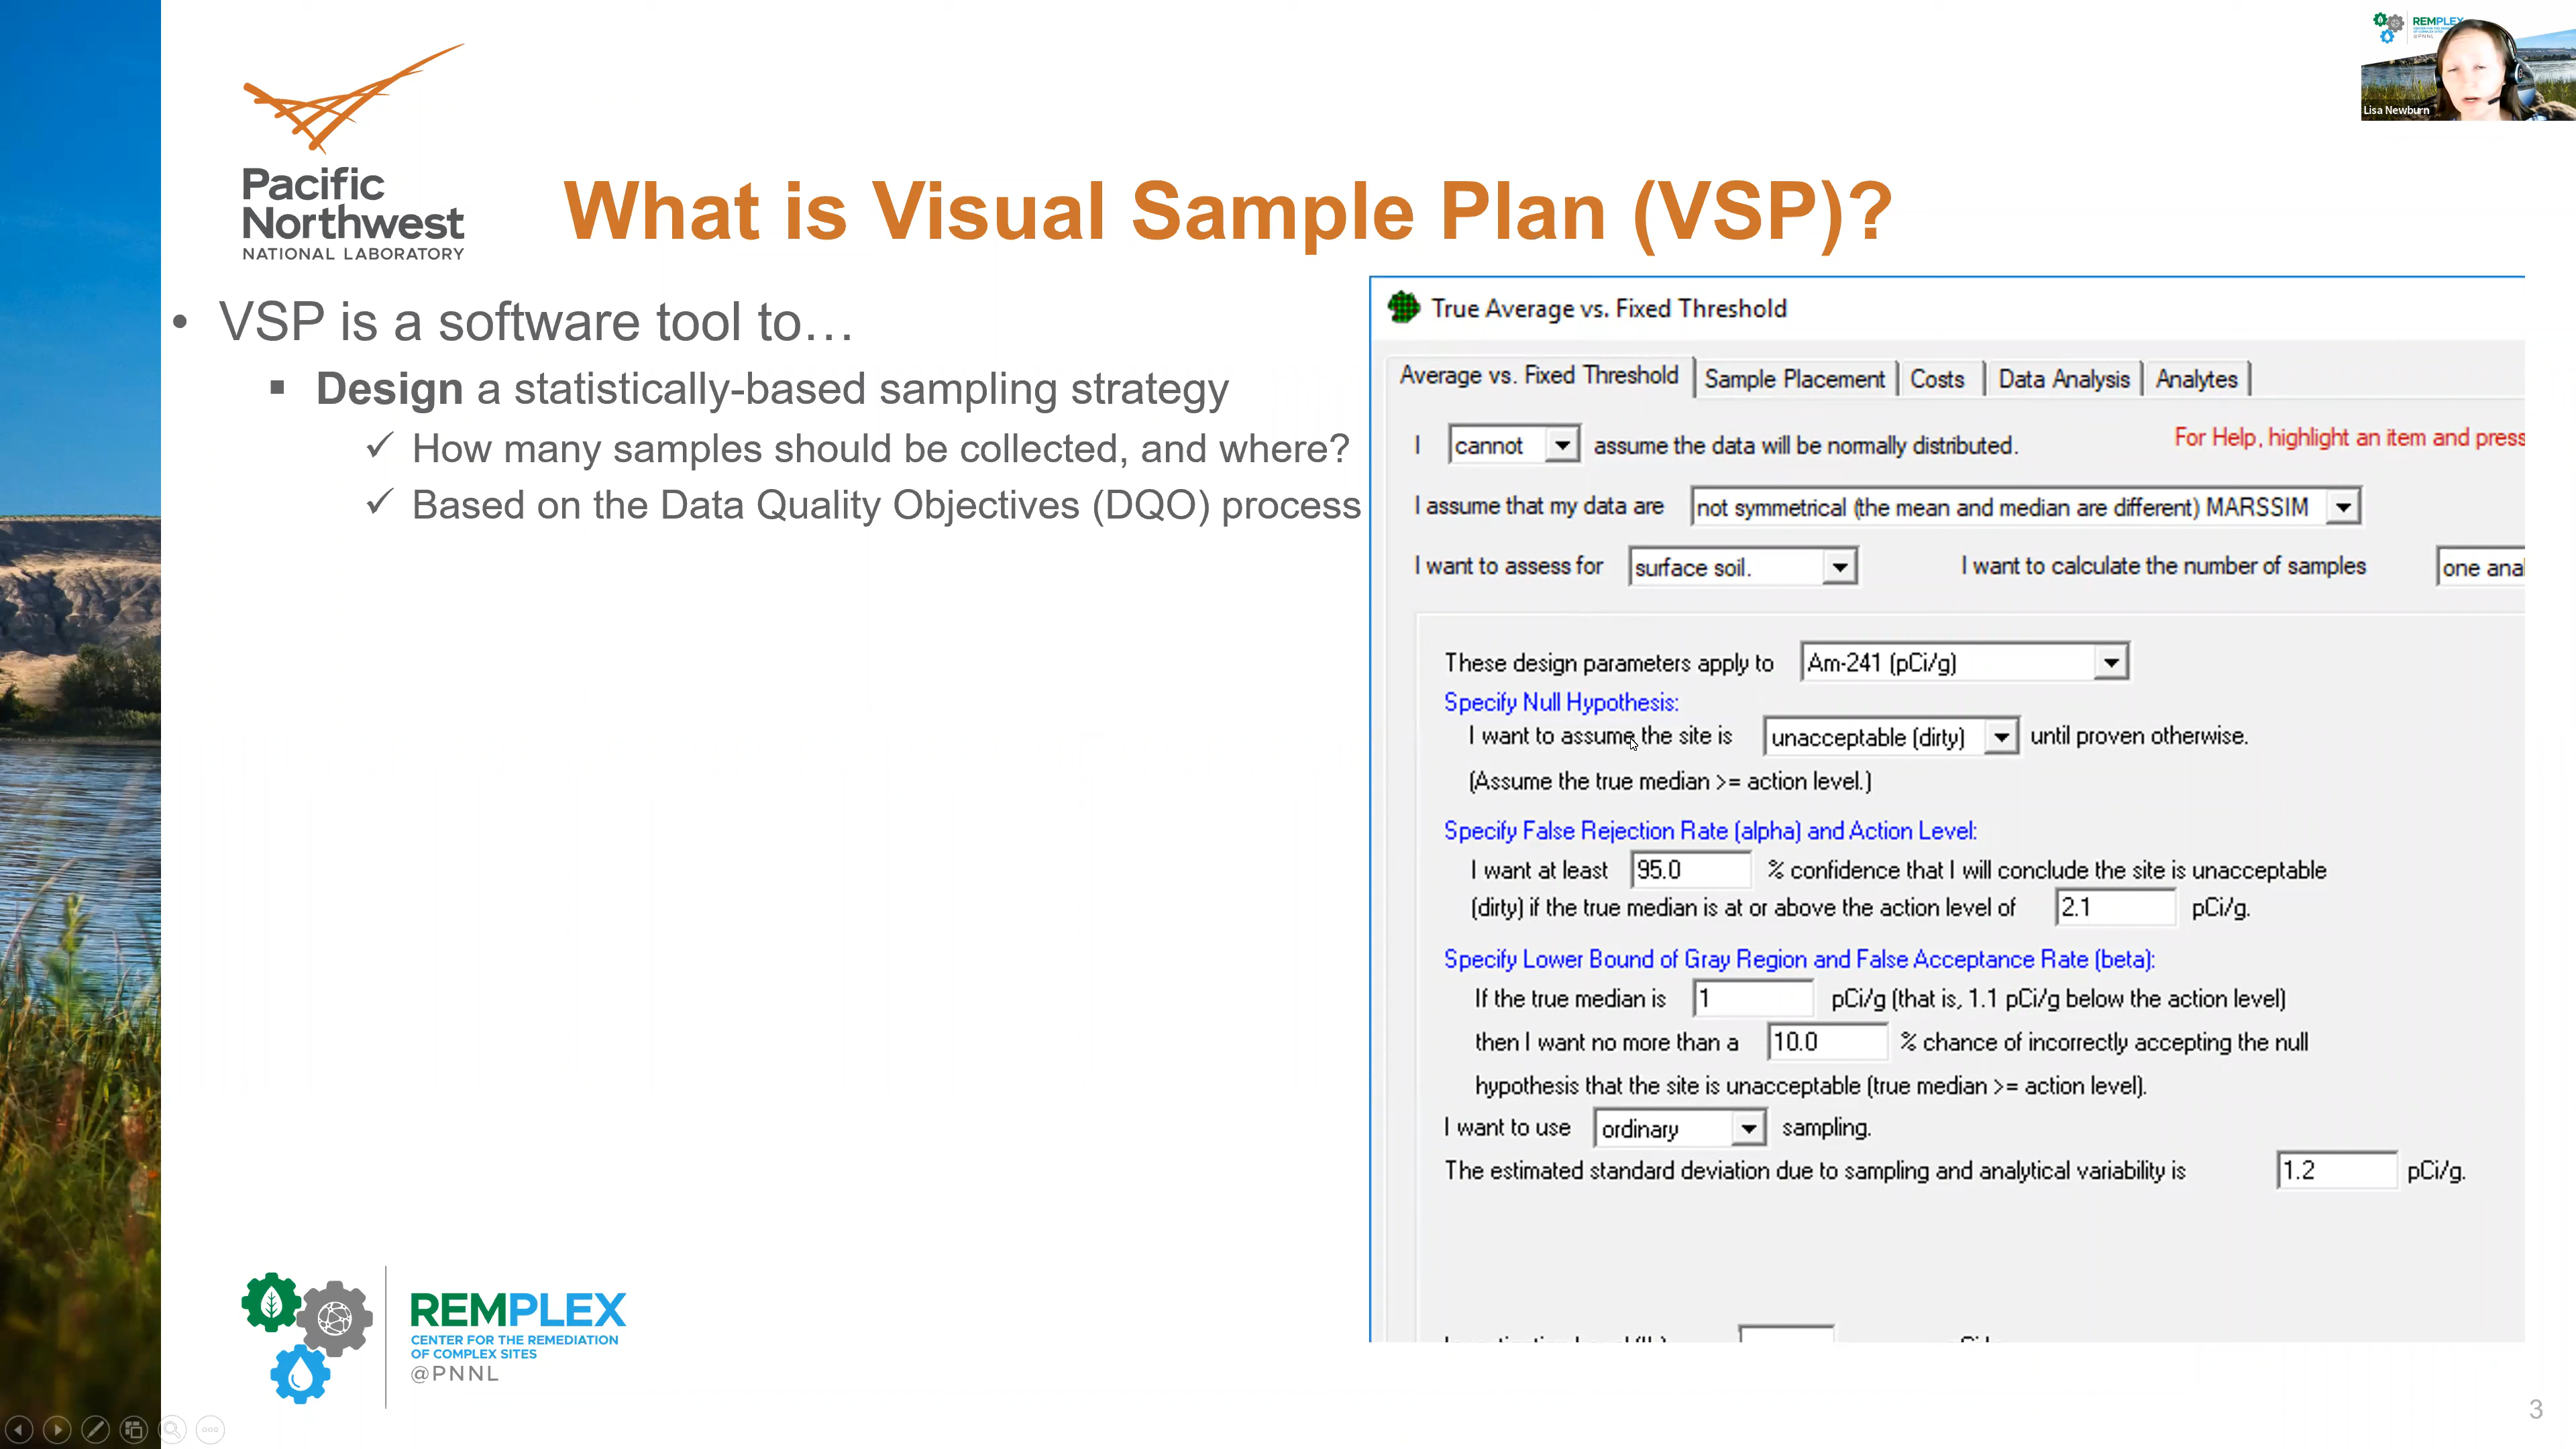 Pacific
Northwest
NATIONAL LABORATORY
What is Visual Sample Plan (VSP)?
REMPLEX
Lisa Newburn
• VSP is a software tool to…
▪ Design a statistically-based sampling strategy
✓ How many samples should be collected, and where?
✓ Based on the Data Quality Objectives (DQO) process
True Average vs. Fixed Threshold
Average vs. Fixed Threshold Sample Placement Costs Data Analysis Analytes
I cannot assume the data will be normally distributed. For Help, highlight an item and press
I assume that my data are not symmetrical (the mean and median are different) MARSSIM
I want to assess for surface soil. I want to calculate the number of samples one
These design parameters apply to Am-241 (pCi/g)
Specify Null Hypothesis:
I want to assume the site is unacceptable (dirty) until proven otherwise.
(Assume the true median >= action level.)
Specify False Rejection Rate (alpha) and Action Level:
I want at least 95.0 % confidence that I will conclude the site is unacceptable
(dirty) if the true median is at or above the action level of 2.1 pCi/g.
Specify Lower Bound of Gray Region and False Acceptance Rate (beta):
If the true median is 1 pCi/g (that is, 1.1 pCi/g below the action level)
then I want no more than a 10.0 % chance of incorrectly accepting the null
hypothesis that the site is unacceptable (true median >= action level).
I want to use ordinary sampling.
The estimated standard deviation due to sampling and analytical variability is 1.2 pCi/g.
REMPLEX
CENTER FOR THE REMEDIATION
OF COMPLEX SITES
@PNNL
3